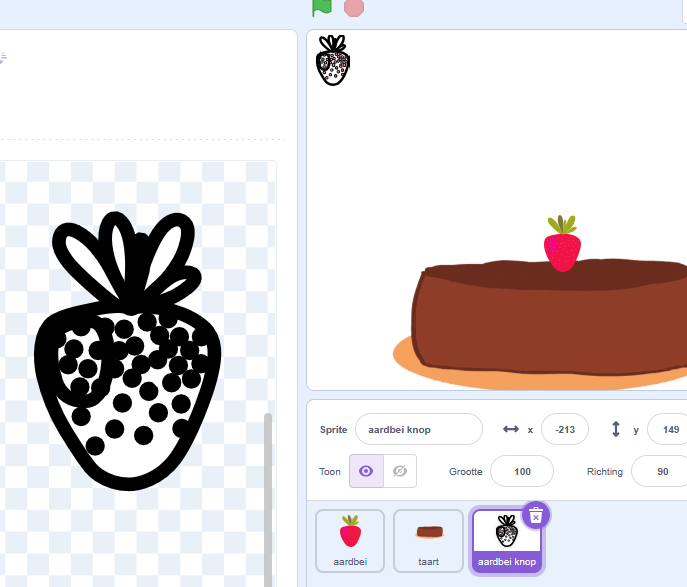 Sprite aardbei knop x -213 y 149
Toon Grootte 100 Richting 90
aardbei taart aardbei knop